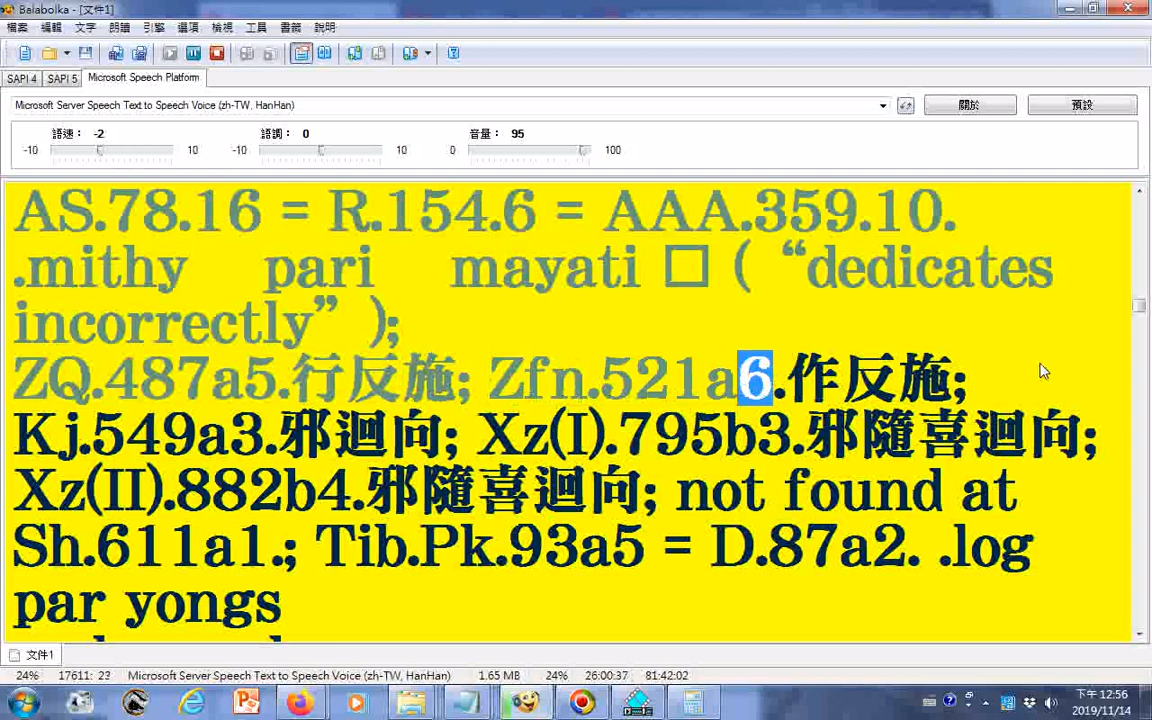 Balabolka - [文件1]
檔案 編輯 文字 朗讀 引擎 選項 檢視 工具 書籤 說明
SAPI 4 SAPI 5 Microsoft Speech Platform
Microsoft Server Speech Text to Speech Voice (zh-TW, HanHan) 關於 預設
語速： -2 語調： 0 音量： 95
-10 10 -10 10 0 100
AS.78.16 = R.154.6 = AAA.359.10.
.mithy pari mayati □ ( “dedicates
incorrectly” );
ZQ.487a5.行反施; Zfn.521a6.作反施;
Kj.549a3.邪迴向; Xz(I).795b3.邪隨喜迴向;
Xz(II).882b4.邪隨喜迴向; not found at
Sh.611a1.; Tib.Pk.93a5 = D.87a2. .log
par yongs
文件1
24% 17611: 23 Microsoft Server Speech Text to Speech Voice (zh-TW, HanHan) 1.65 MB 24% 26:00:37 81:42:02
下午 12:56
2019/11/14